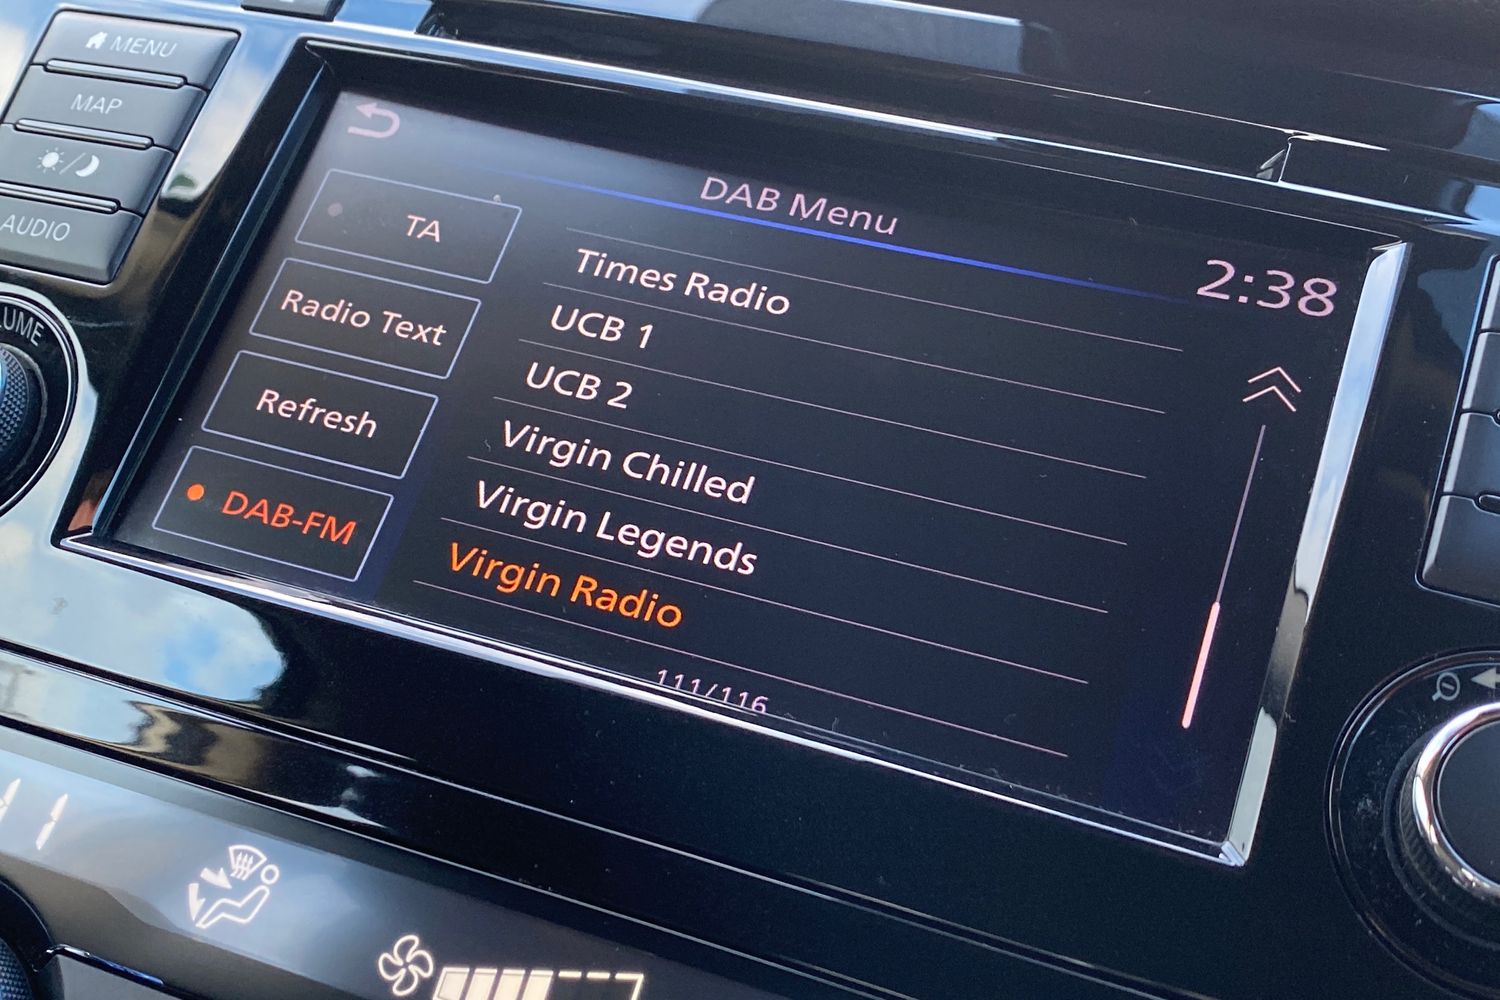 MENU
MAP
AUDIO
DAB Menu
2:38
TA
Radio Text
Refresh
DAB-FM
Times Radio
UCB 1
UCB 2
Virgin Chilled
Virgin Legends
Virgin Radio
111/116